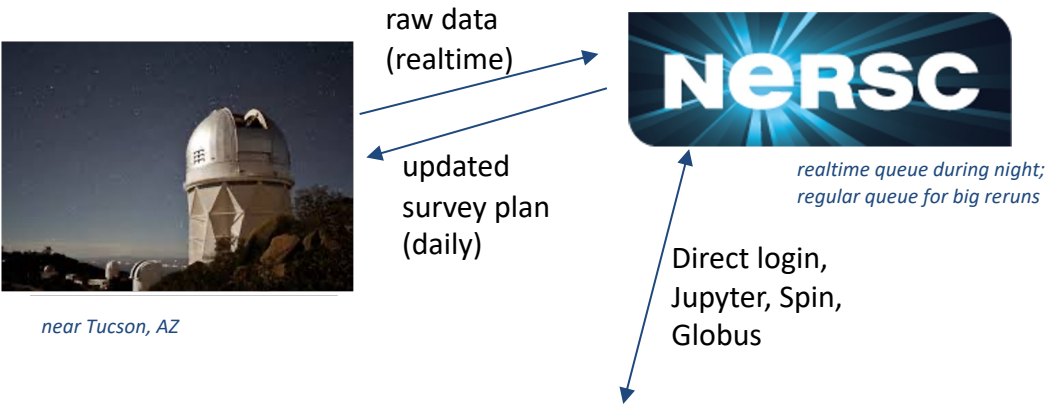 raw data
(realtime)
NERSC
updated
survey plan
(daily)
realtime queue during night;
regular queue for big reruns
Direct login,
Jupyter, Spin,
Globus
near Tucson, AZ